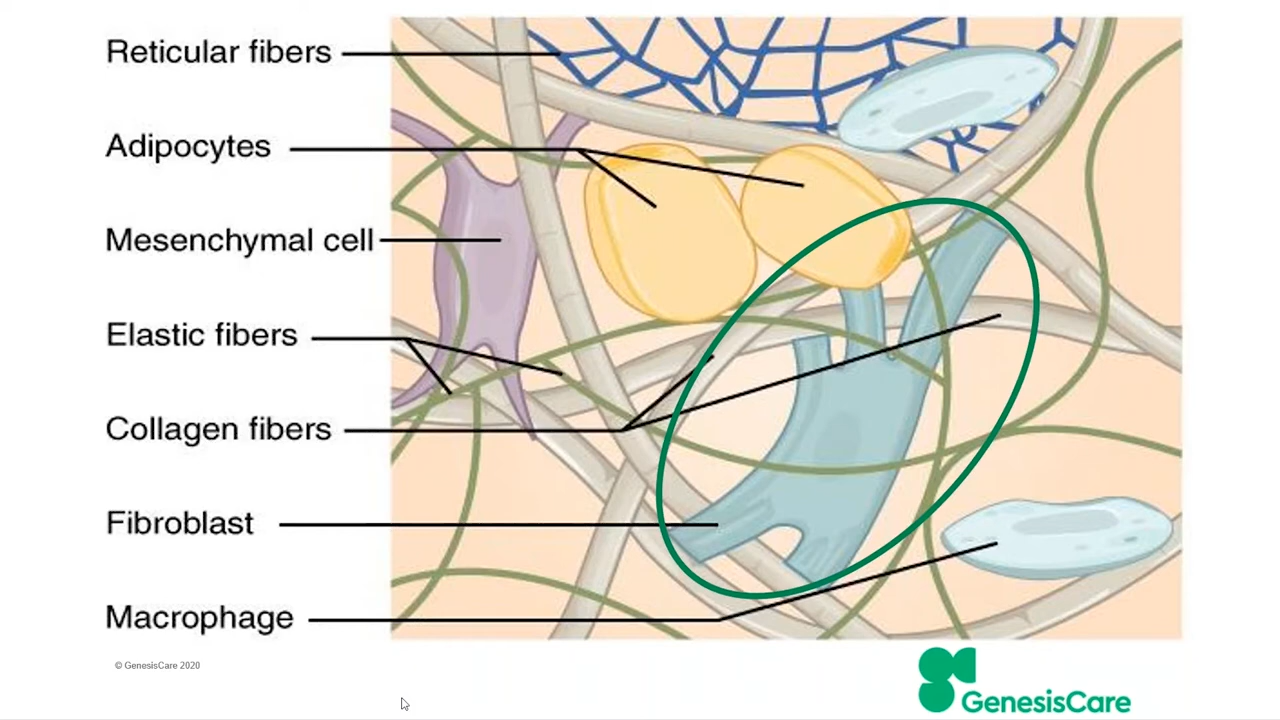 Reticular fibers
Adipocytes
Mesenchymal cell
Elastic fibers
Collagen fibers
Fibroblast
Macrophage
© GenesisCare 2020
GenesisCare